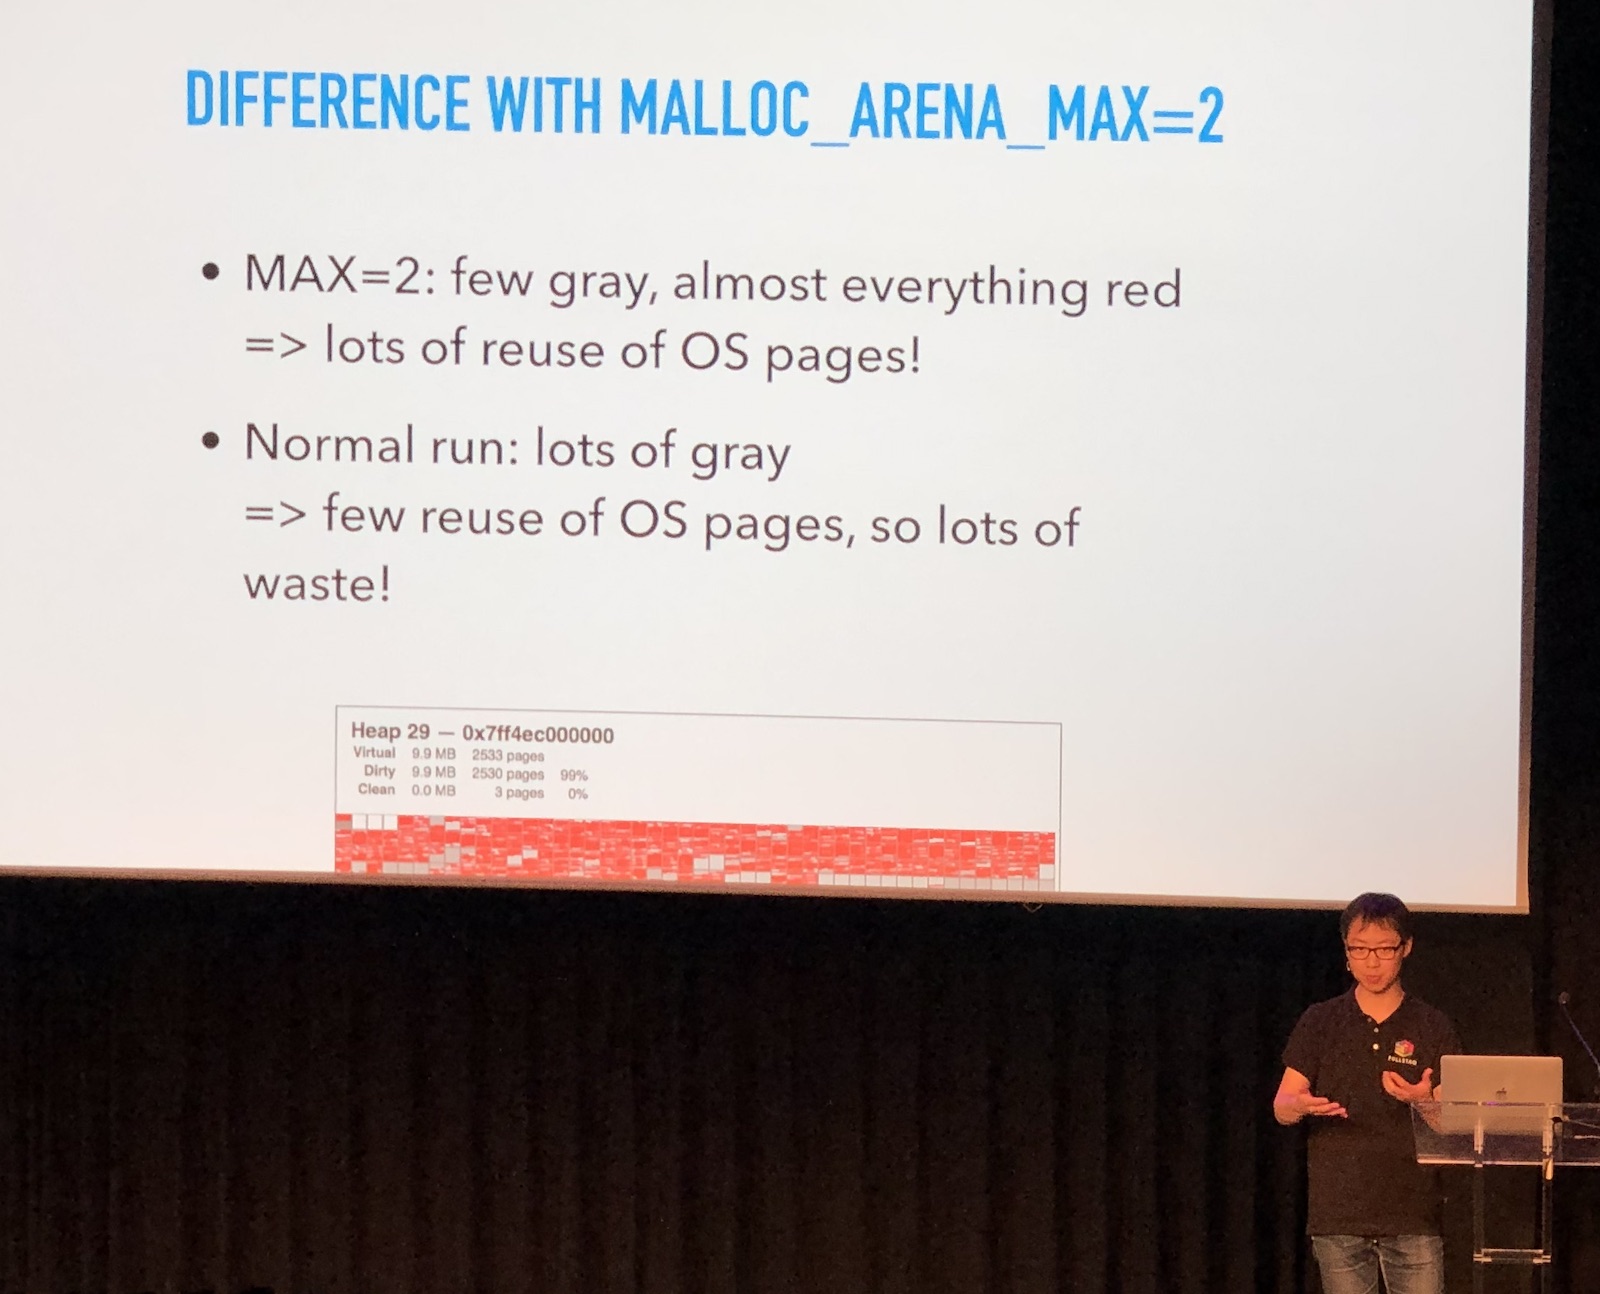 DIFFERENCE WITH MALLOC_ARENA_MAX=2
• MAX=2: few gray, almost everything red
=> lots of reuse of OS pages!
• Normal run: lots of gray
=> few reuse of OS pages, so lots of
waste!
Heap 29 — 0x7ff4ec000000
Virtual 9.9 MB 2533 pages
Dirty 9.9 MB 2530 pages 99%
Clean 0.0 MB 3 pages 0%
FULLSTAQ